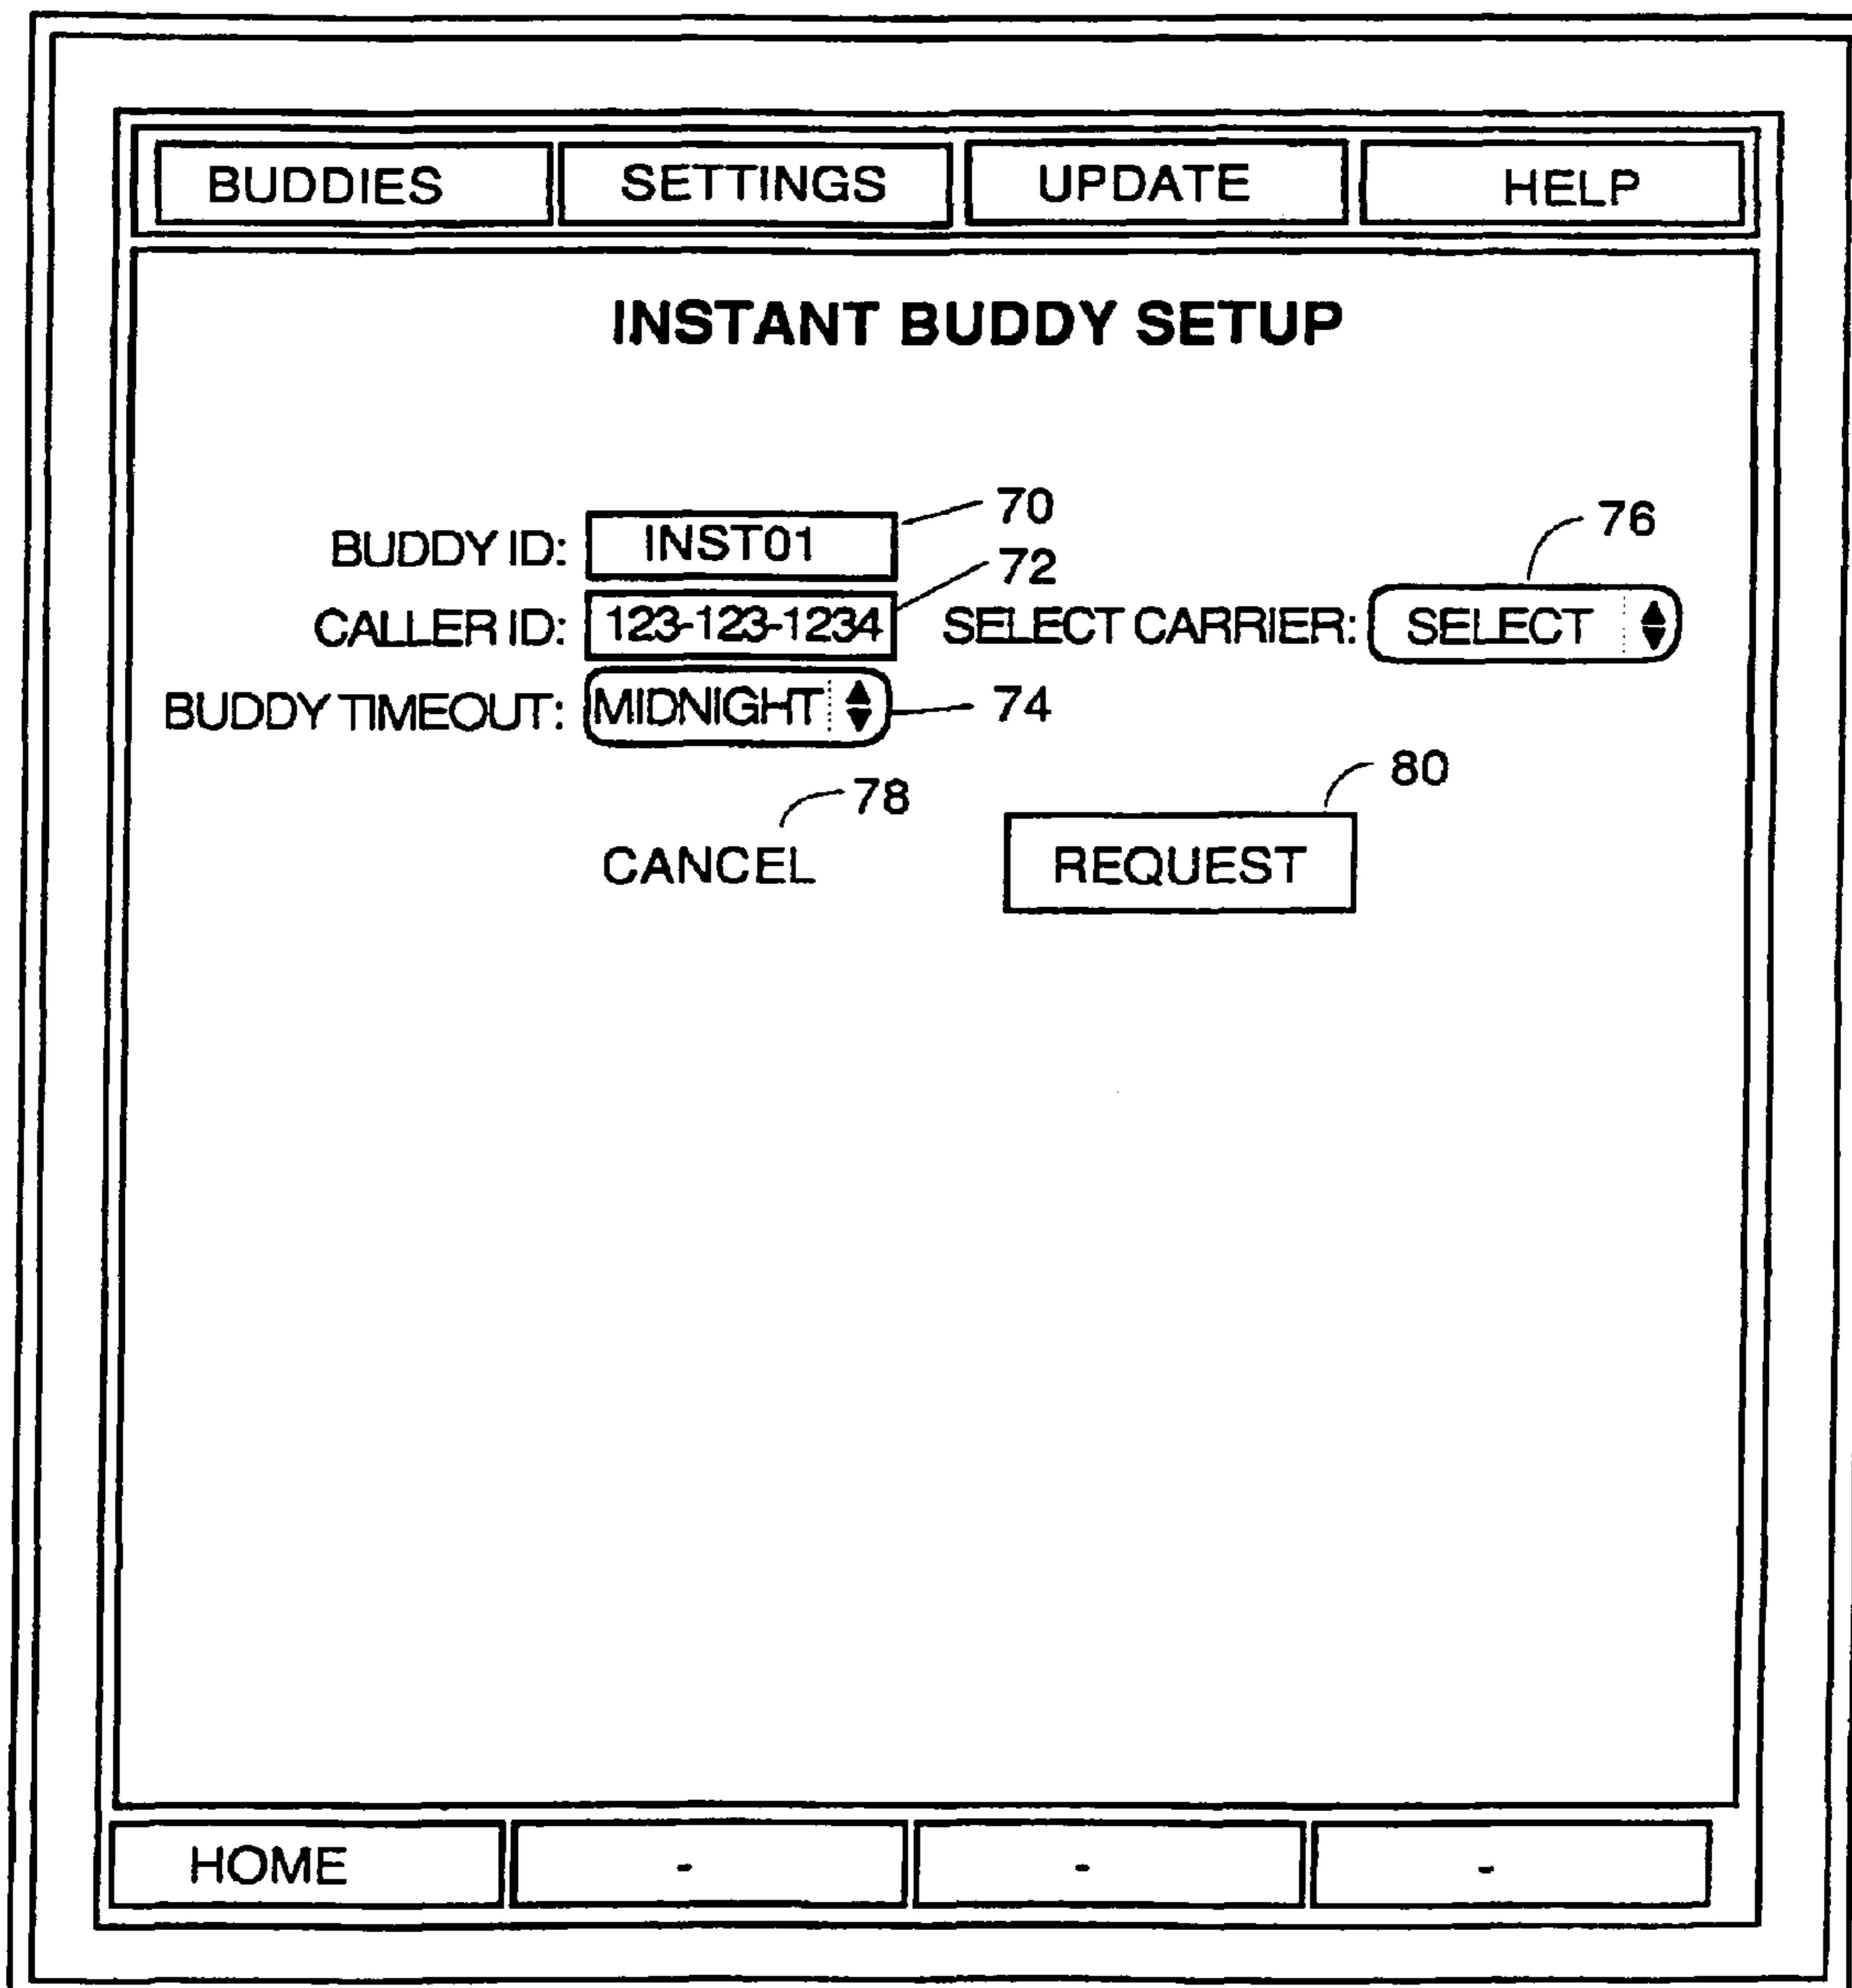 BUDDIES SETTINGS UPDATE HELP
INSTANT BUDDY SETUP
BUDDY ID: INST01 70
CALLER ID: 123-123-1234 72 SELECT CARRIER: SELECT 76
BUDDY TIMEOUT: MIDNIGHT 74
CANCEL 78 REQUEST 80
HOME - - -